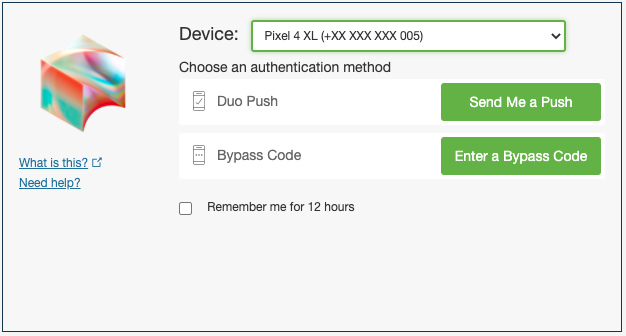 Device: Pixel 4 XL (+XX XXX XXX 005)
Choose an authentication method
Duo Push Send Me a Push
Bypass Code Enter a Bypass Code
What is this?
Need help?
Remember me for 12 hours